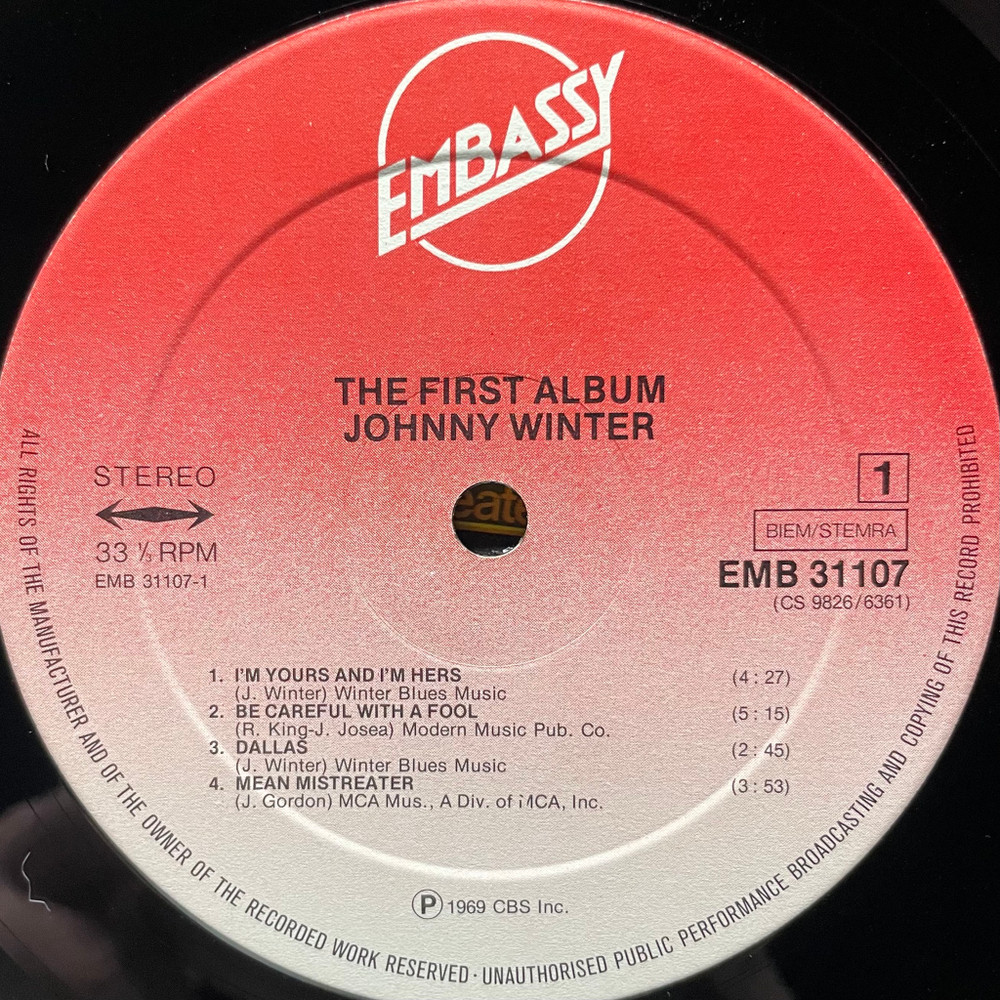 EMBASSY
THE FIRST ALBUM
JOHNNY WINTER
STEREO
33 ⅓ RPM
EMB 31107-1
eate
1
BIEM/STEMRA
EMB 31107
(CS 9826/6361)
1. I'M YOURS AND I'M HERS (4 : 27)
(J. Winter) Winter Blues Music
2. BE CAREFUL WITH A FOOL (5 : 15)
(R. King-J. Josea) Modern Music Pub. Co.
3. DALLAS (2 : 45)
(J. Winter) Winter Blues Music
4. MEAN MISTREATER (3 : 53)
(J. Gordon) MCA Mus., A Div. of MCA, Inc.
Ⓟ 1969 CBS Inc.
ALL RIGHTS OF THE MANUFACTURER AND OF THE OWNER OF THE RECORDED WORK RESERVED · UNAUTHORISED PUBLIC PERFORMANCE BROADCASTING AND COPYING OF THIS RECORD PROHIBITED